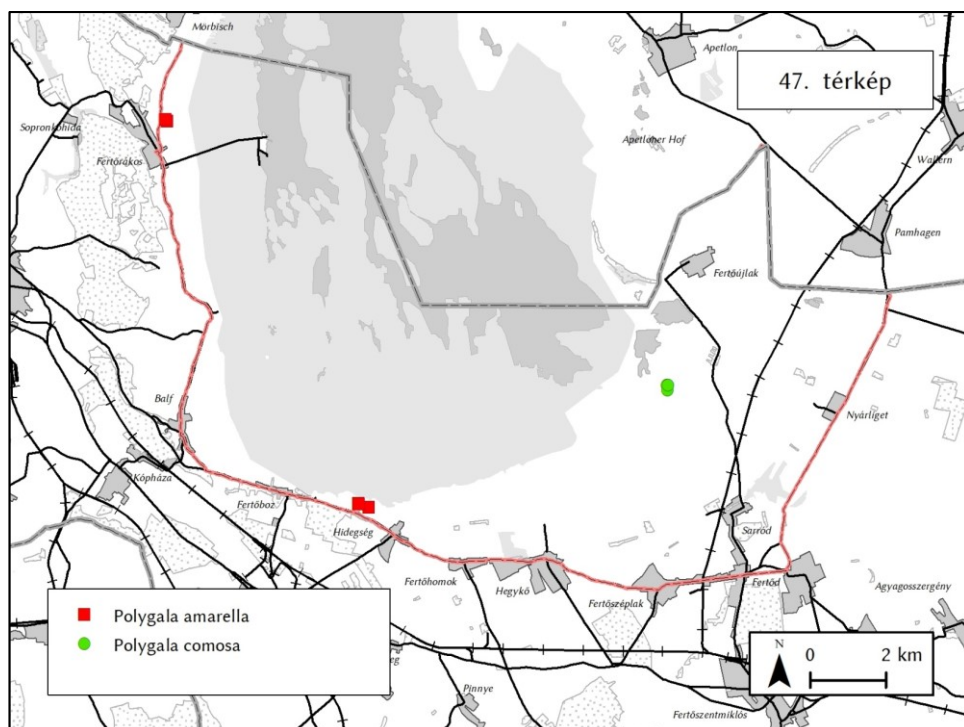 Mörbisch
Apetlon
47. térkép
Sopronkőhida
Fertőrákos
Apetloner Hof
Wallern
Pamhagen
Fertőújlak
Balf
Nyárliget
Kópháza
Fertőboz
Hidegség
Sarród
Fertőhomok
Hegykő
Fertőszéplak
Fertőd
Agyagosszergény
Polygala amarella
Polygala comosa
N
0 2 km
Pinnye
Fertőszentmiklós